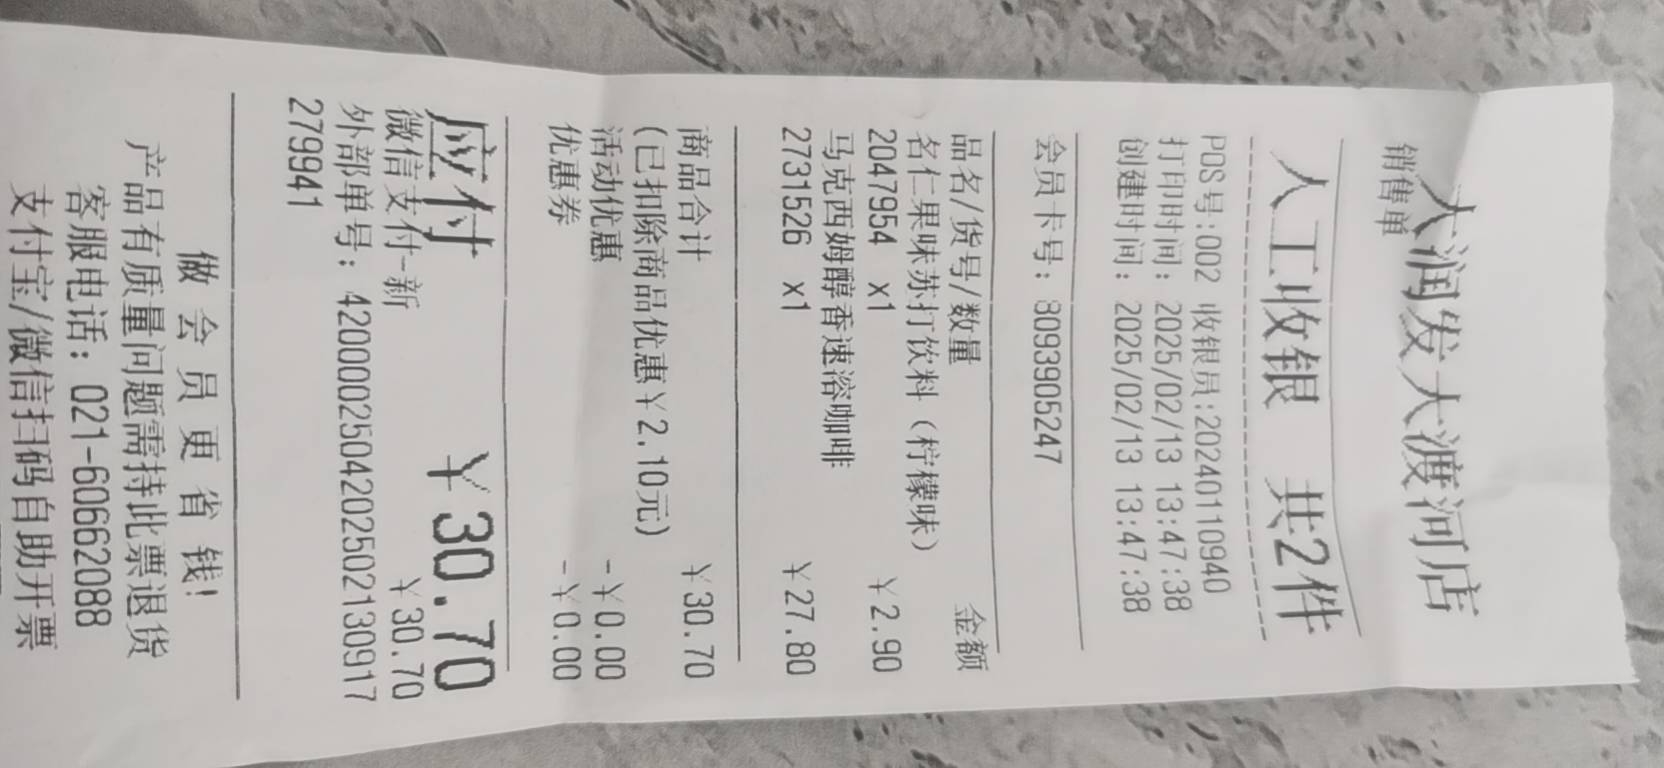 大润发大渡河店
销售单
人工收银 共2件
POS号:002 收银员:20240110940
打印时间: 2025/02/13 13:47:38
创建时间: 2025/02/13 13:47:38
会员卡号: 8093905247
品名/货号/数量 金额
名仁果味苏打饮料(柠檬味)
2047954 x1 ¥2.90
马克西姆醇香速溶咖啡
2731526 x1 ¥27.80
商品合计 ¥30.70
(已扣除商品优惠¥2.10元)
活动优惠 -¥0.00
优惠券 -¥0.00
应付 ¥30.70
微信支付-新 ¥30.70
外部单号: 4200002504202502130917
279941
做会员更省钱!
产品有质量问题需持此票退货
客服电话: 021-60662088
支付宝/微信扫码自助开票